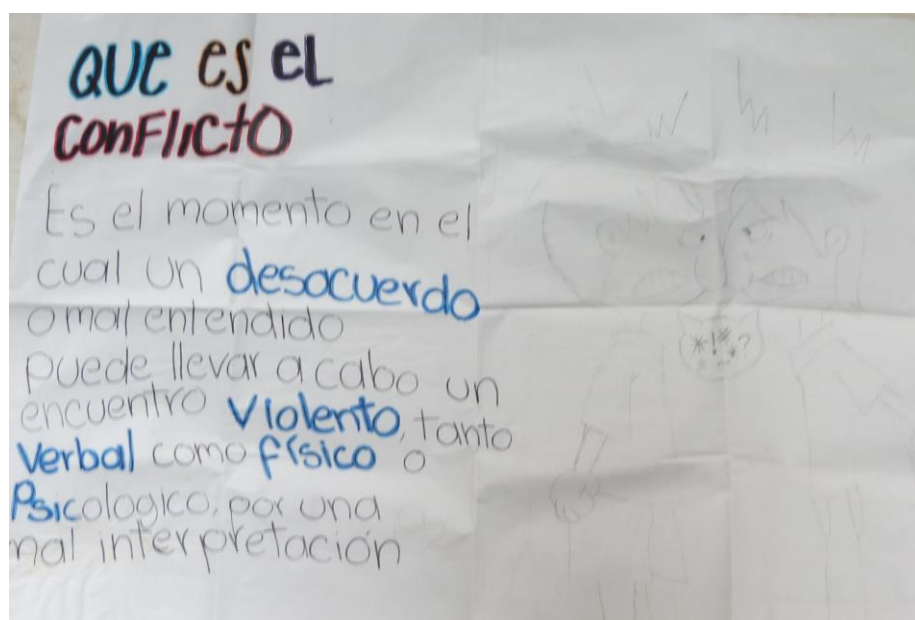 QUE es EL
CONFLICTO
Es el momento en el
cual un desacuerdo
o mal entendido
puede llevar a cabo un
encuentro Violento, tanto
Verbal como físico o
Psicologico, por una
mal interpretación
*!*.?